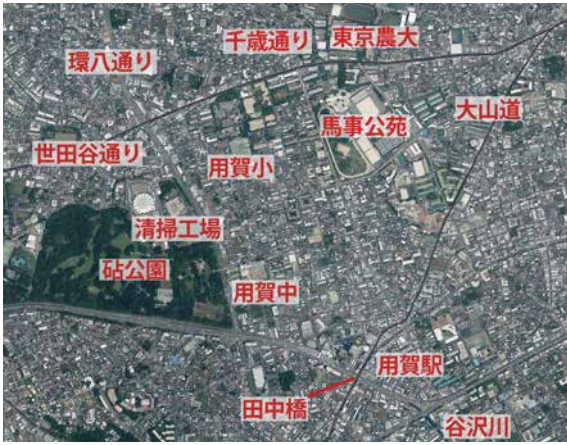 千歳通り
東京農大
環八通り
大山道
馬事公苑
世田谷通り
用賀小
清掃工場
砧公園
用賀中
用賀駅
田中橋
谷沢川